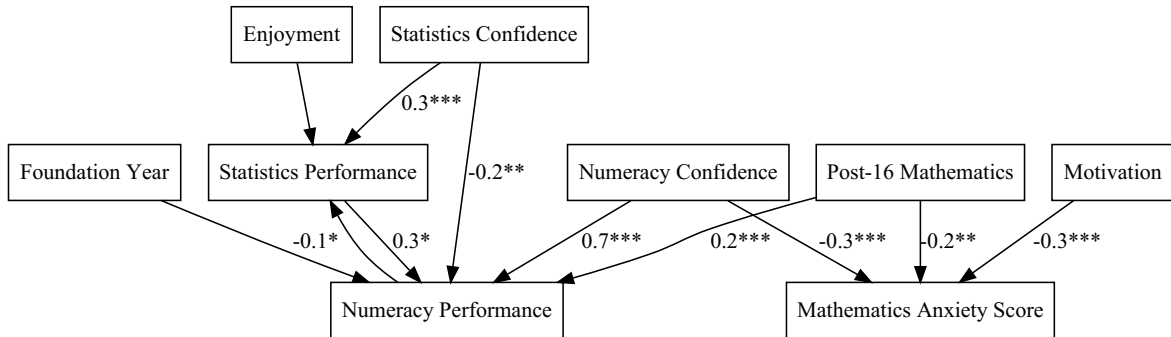 Enjoyment
Statistics Confidence
0.3***
Foundation Year
Statistics Performance
-0.2**
Numeracy Confidence
Post-16 Mathematics
Motivation
-0.1*
0.3*
0.7***
0.2***
-0.3***
-0.2**
-0.3***
Numeracy Performance
Mathematics Anxiety Score